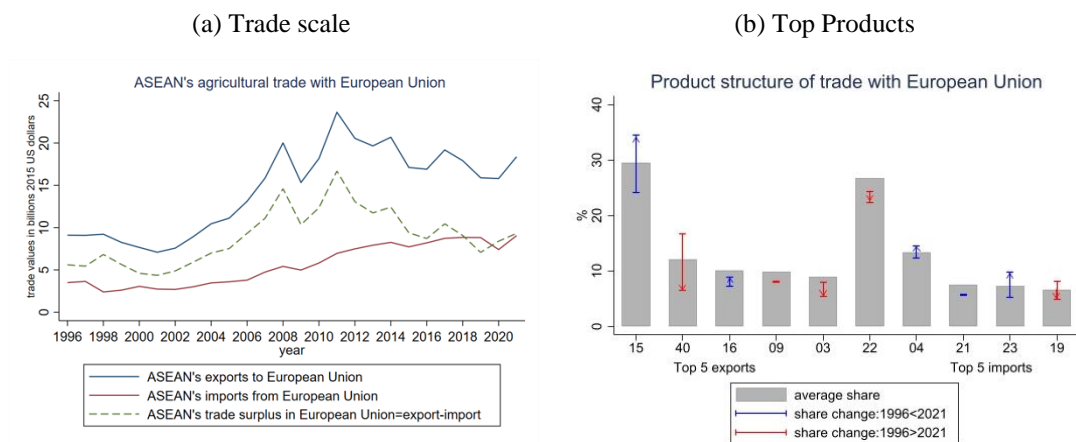 (a) Trade scale
(b) Top Products
ASEAN's agricultural trade with European Union
trade values in billions 2015 US dollars
25
20
15
10
5
0
1996 1998 2000 2002 2004 2006 2008 2010 2012 2014 2016 2018 2020
year
ASEAN's exports to European Union
ASEAN's imports from European Union
ASEAN's trade surplus in European Union=export-import
Product structure of trade with European Union
%
40
30
20
10
0
15 40 16 09 03 22 04 21 23 19
Top 5 exports Top 5 imports
average share
share change:1996<2021
share change:1996>2021